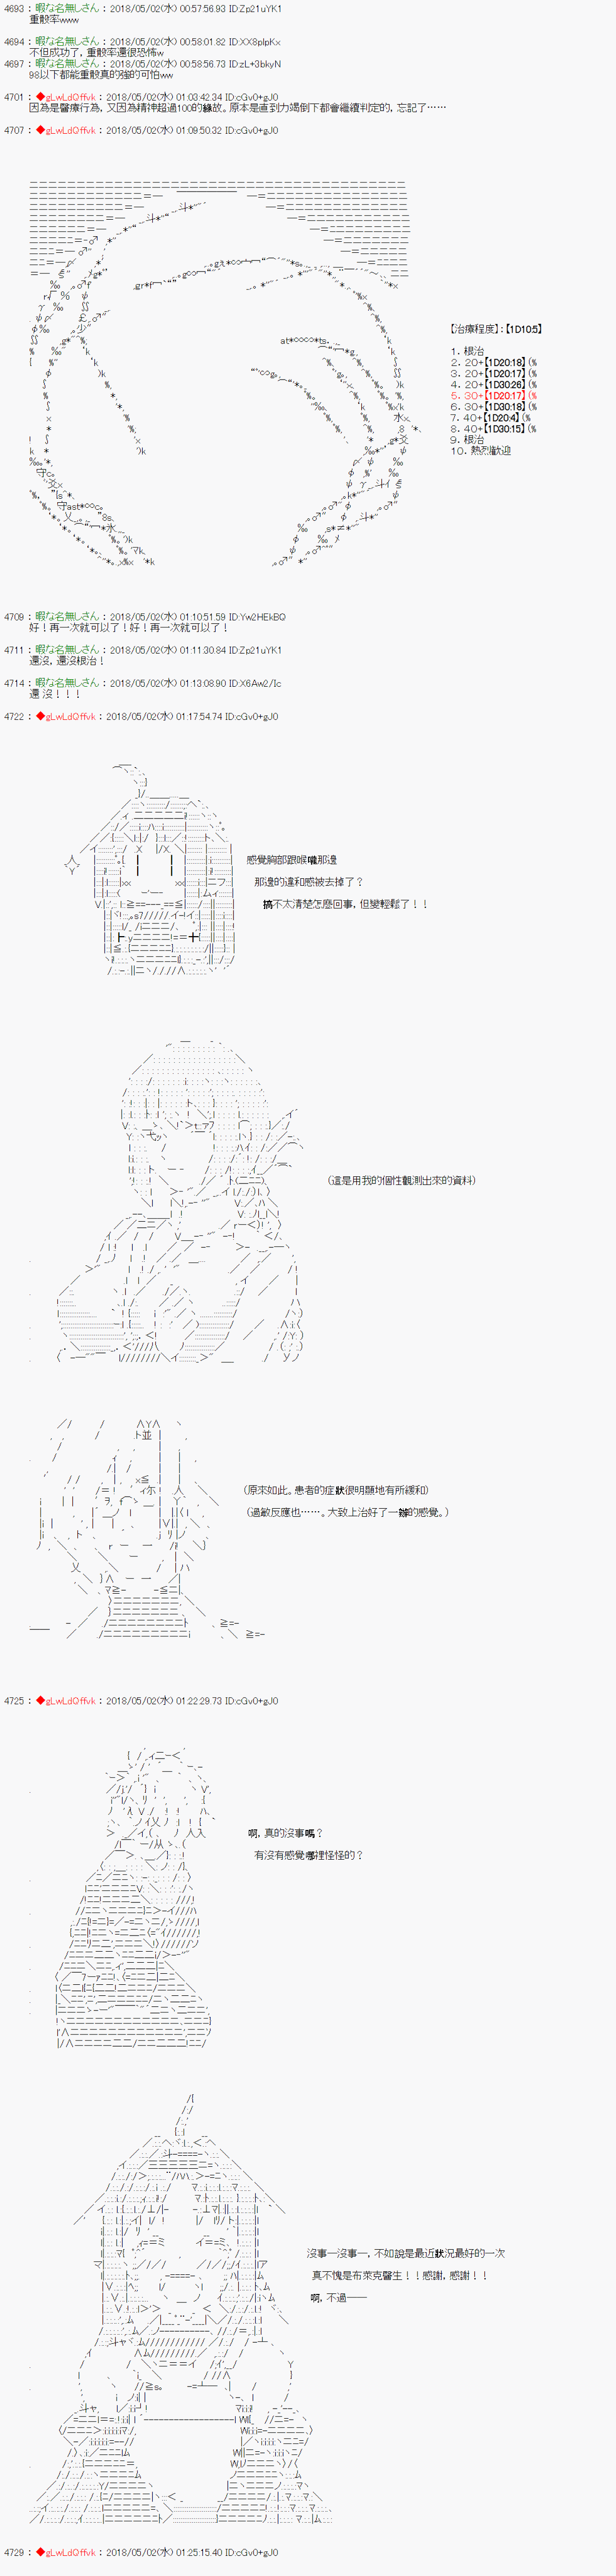 4693 : 暇な名無しさん : 2018/05/02(水) 00:57:56.93 ID:Zp21uYK1
重骰率www
4694 : 暇な名無しさん : 2018/05/02(水) 00:58:01.82 ID:XX8pIpKx
不但成功了, 重骰率還很恐怖w
4697 : 暇な名無しさん : 2018/05/02(水) 00:58:56.73 ID:zL+3bkyN
98以下都能重骰真的強的可怕ww
4701 : ◆gLwLdOffvk : 2018/05/02(水) 01:03:42.34 ID:cGv0+gJ0
因為是醫療行為, 又因為精神超過100的緣故。原本是直到力竭倒下都會繼續判定的, 忘記了……
4707 : ◆gLwLdOffvk : 2018/05/02(水) 01:09:50.32 ID:cGv0+gJ0
【治療程度】:【1D10:5】
1. 根治
2. 20+【1D20:18】(%
3. 20+【1D20:17】(%
4. 20+【1D30:26】(%
5. 30+【1D20:17】(%
6. 30+【1D30:18】(%
7. 40+【1D20:4】(%
8. 40+【1D30:15】(%
9. 根治
10. 熱烈歡迎
4709 : 暇な名無しさん : 2018/05/02(水) 01:10:51.59 ID:Yw2HEkBQ
好！再一次就可以了！好！再一次就可以了！
4711 : 暇な名無しさん : 2018/05/02(水) 01:11:30.84 ID:Zp21uYK1
還沒, 還沒根治！
4714 : 暇な名無しさん : 2018/05/02(水) 01:13:08.90 ID:X6Aw2/Ic
還 沒！！！
4722 : ◆gLwLdOffvk : 2018/05/02(水) 01:17:54.74 ID:cGv0+gJ0
感覺胸部跟喉嚨那邊
那邊的違和感被去掉了？
搞不太清楚怎麼回事, 但變輕鬆了！！
(這是用我的個性觀測出來的資料)
(原來如此。患者的症狀很明顯地有所緩和)
(過敏反應也……。大致上治好了一辦的感覺。)
4725 : ◆gLwLdOffvk : 2018/05/02(水) 01:22:29.73 ID:cGv0+gJ0
啊, 真的沒事嗎？
有沒有感覺哪裡怪怪的？
沒事一沒事一, 不如說是最近狀況最好的一次
真不愧是布萊克醫生！！感謝, 感謝！！
啊, 不過――
4729 : ◆gLwLdOffvk : 2018/05/02(水) 01:25:15.40 ID:cGv0+gJ0